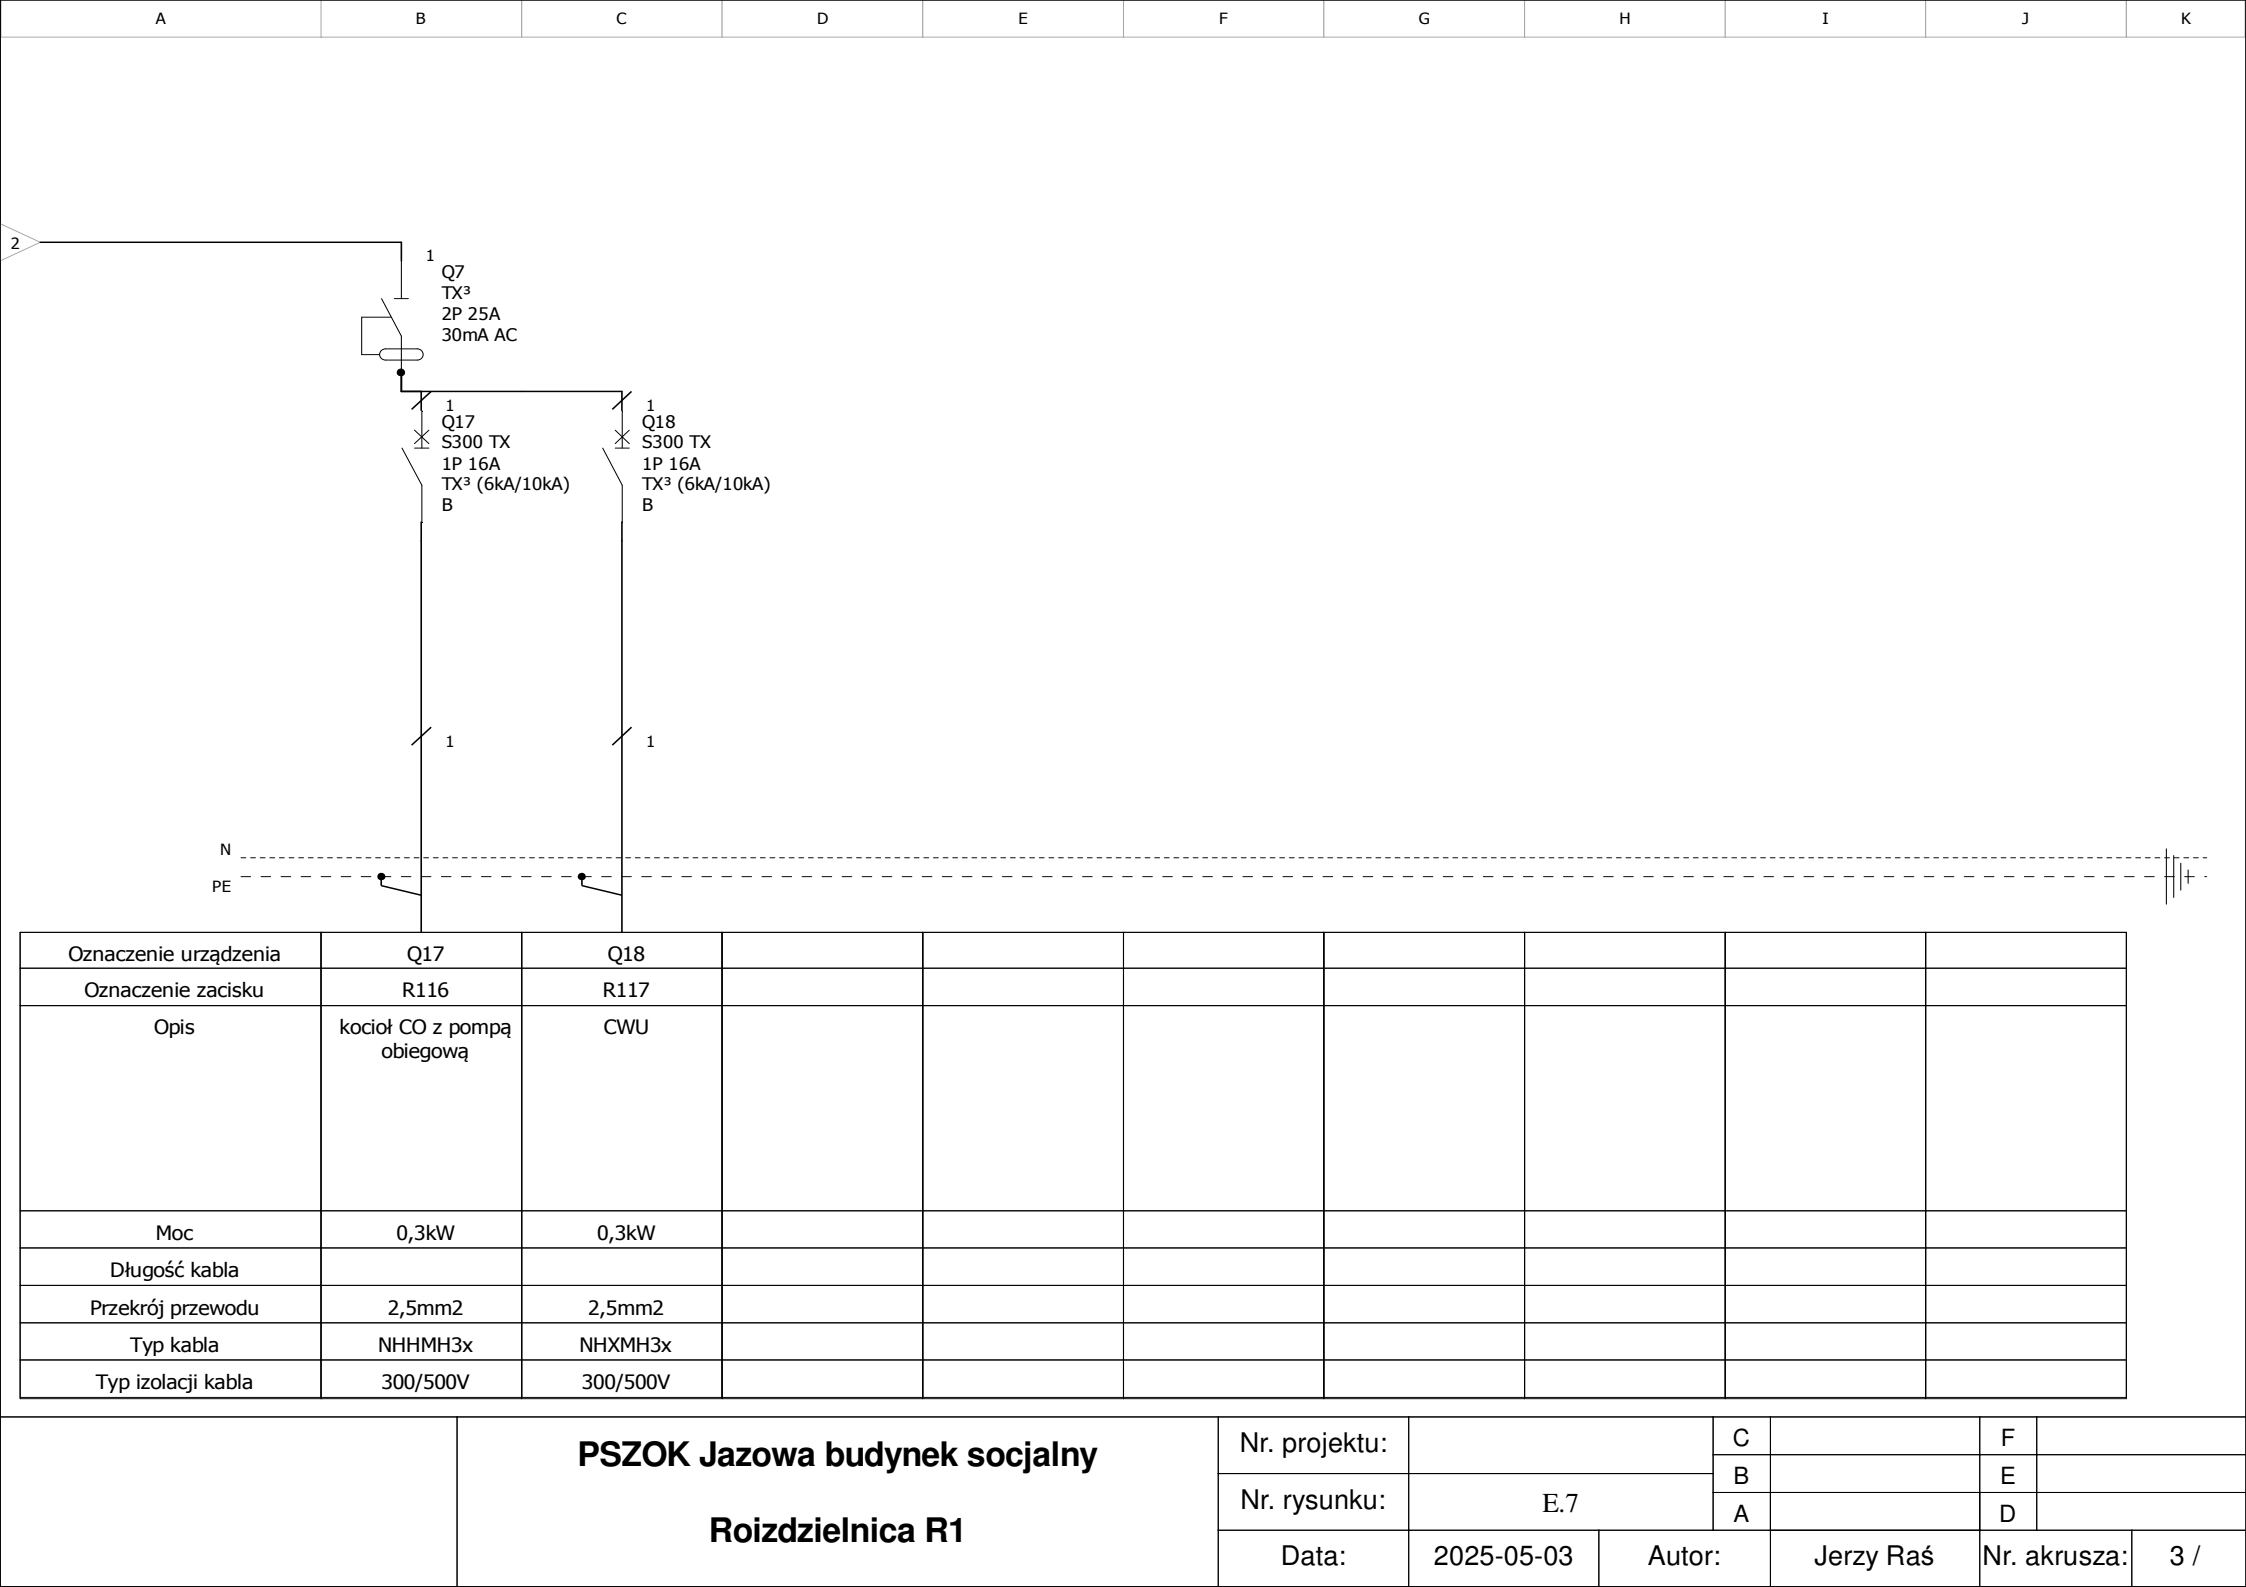 A B C D E F G H I J K
2
1
Q7
TX³
2P 25A
30mA AC
1
Q17
S300 TX
1P 16A
TX³ (6kA/10kA)
B
1
Q18
S300 TX
1P 16A
TX³ (6kA/10kA)
B
1 1
N
PE
Oznaczenie urządzenia Q17 Q18
Oznaczenie zacisku R116 R117
Opis kocioł CO z pompą CWU
obiegową
Moc 0,3kW 0,3kW
Długość kabla
Przekrój przewodu 2,5mm2 2,5mm2
Typ kabla NHHMH3x NHXMH3x
Typ izolacji kabla 300/500V 300/500V
PSZOK Jazowa budynek socjalny
Roizdzielnica R1
Nr. projektu: C F
B E
Nr. rysunku: E.7
A D
Data: 2025-05-03 Autor: Jerzy Raś Nr. akrusza: 3 /